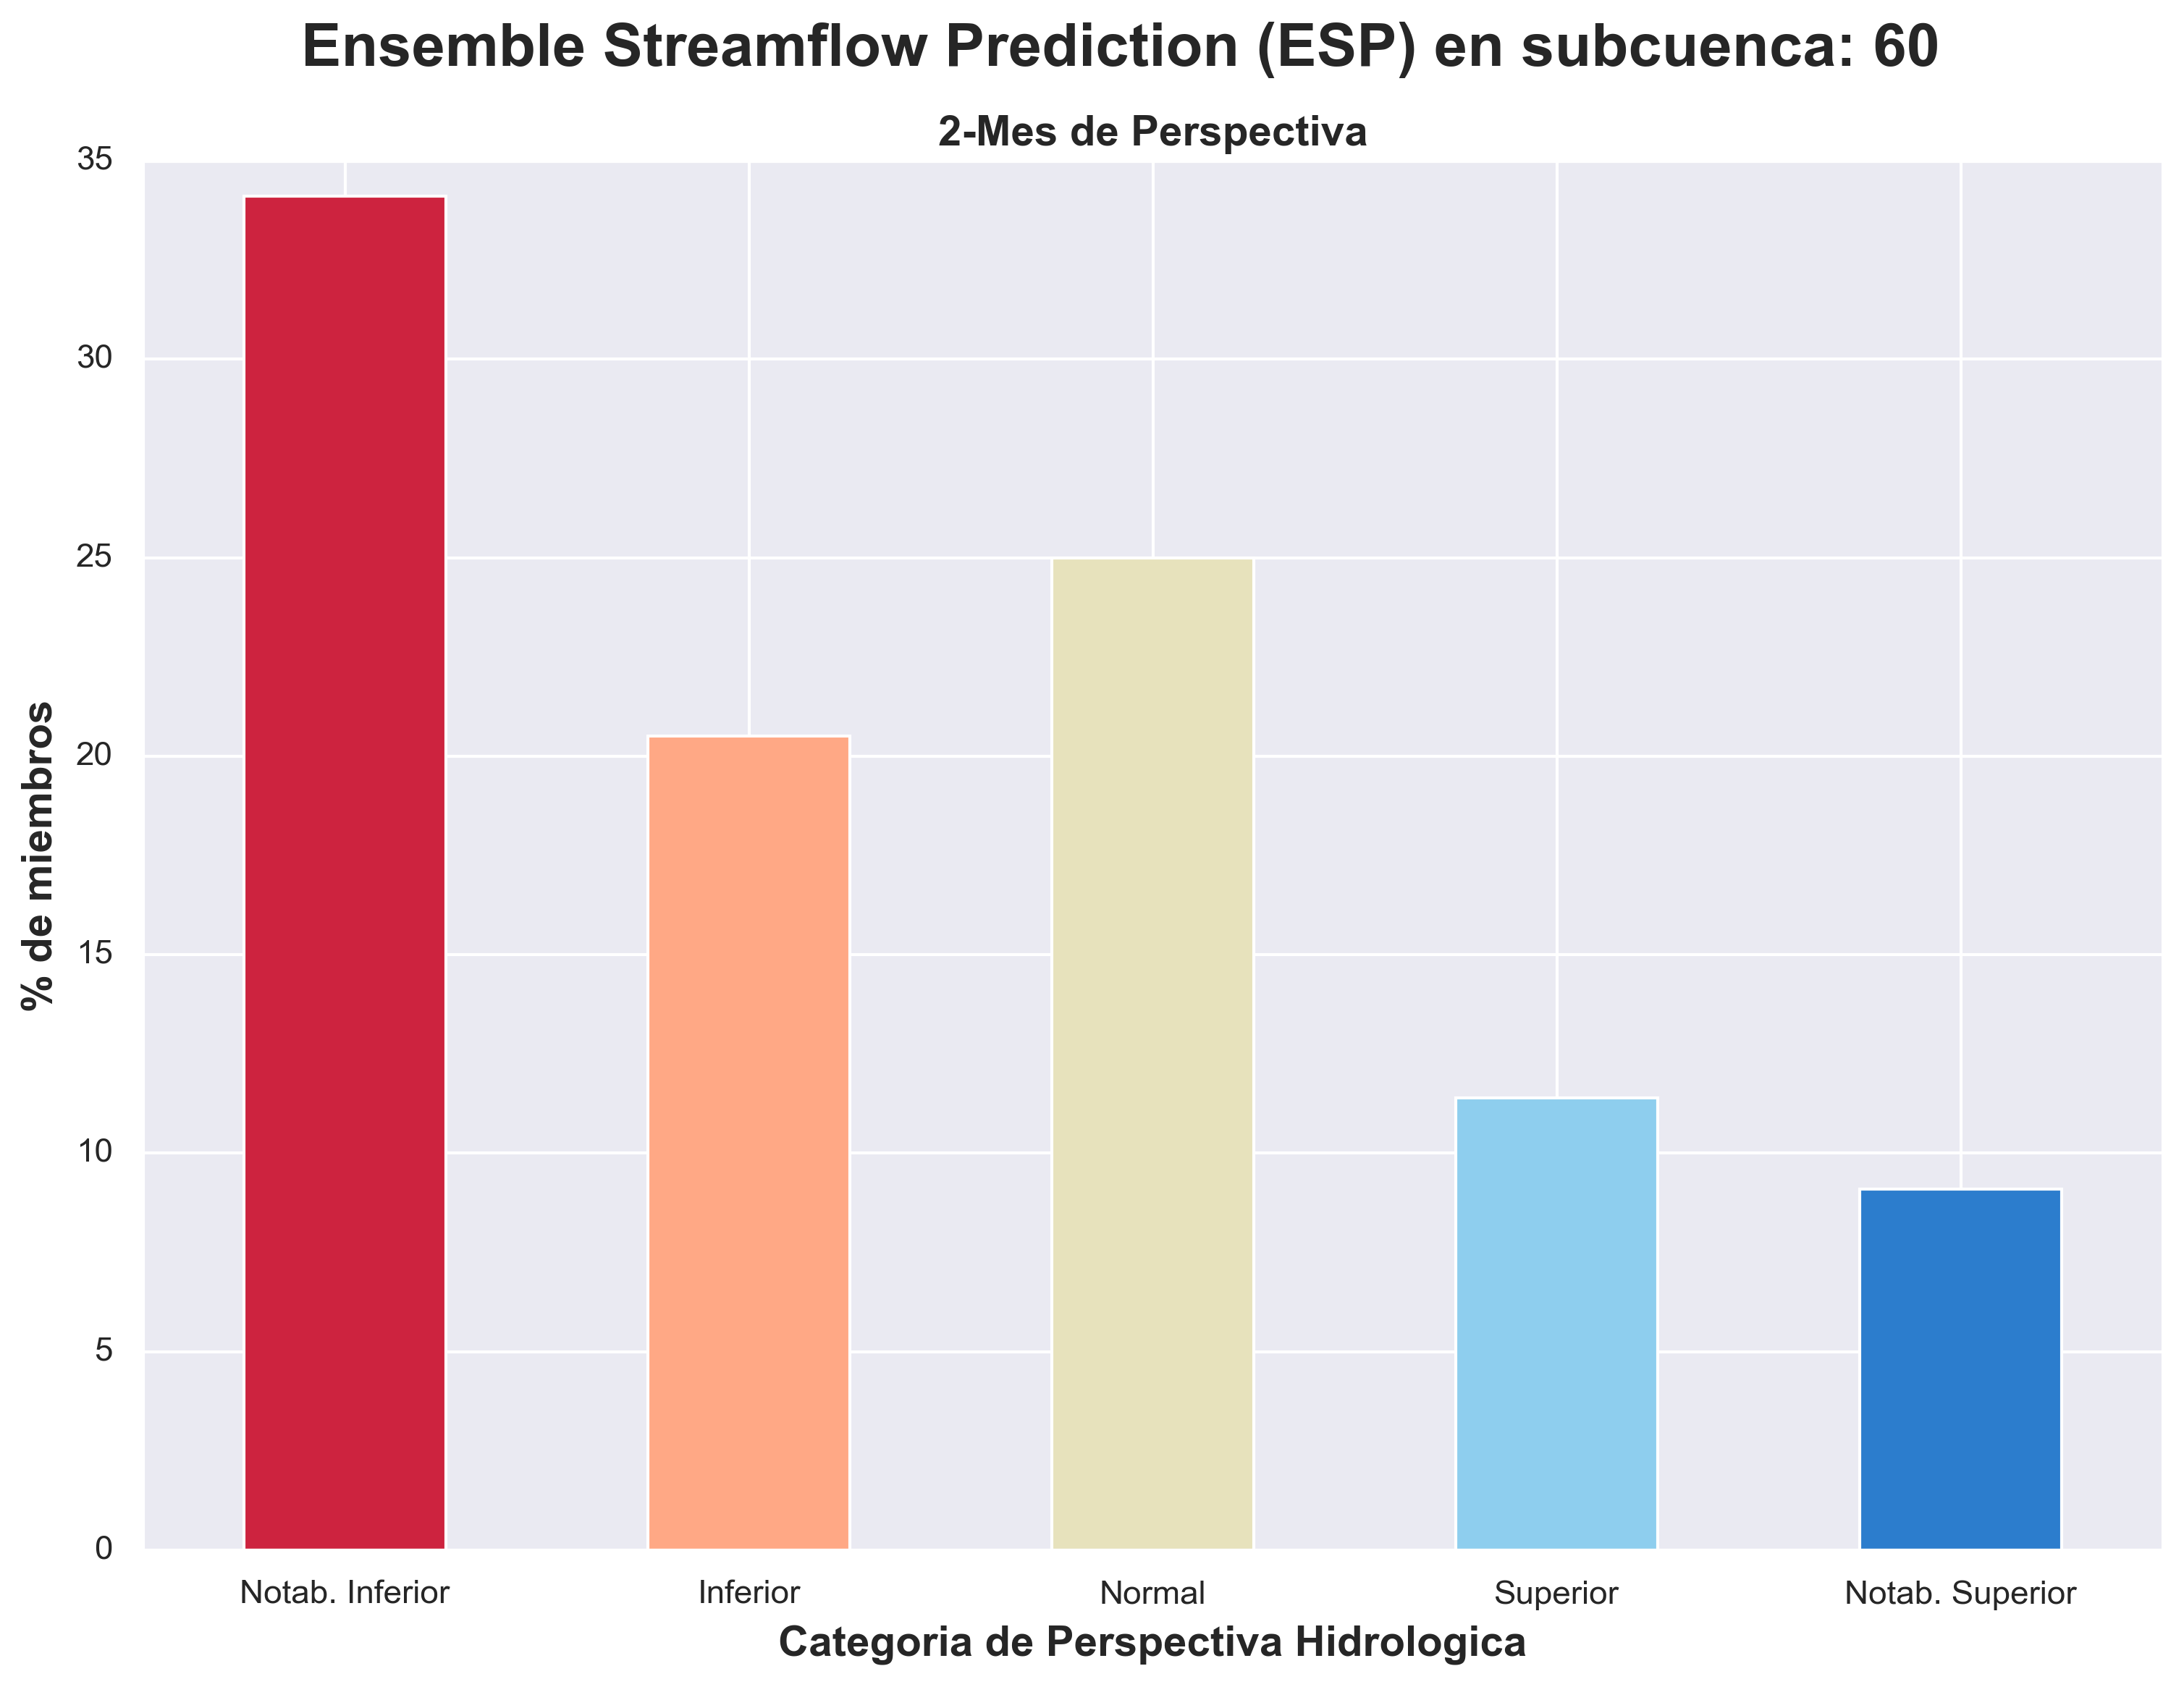 Ensemble Streamflow Prediction (ESP) en subcuenca: 60
2-Mes de Perspectiva
35
30
25
20
15
10
5
0
% de miembros
Notab. Inferior
Inferior
Normal
Superior
Notab. Superior
Categoria de Perspectiva Hidrologica